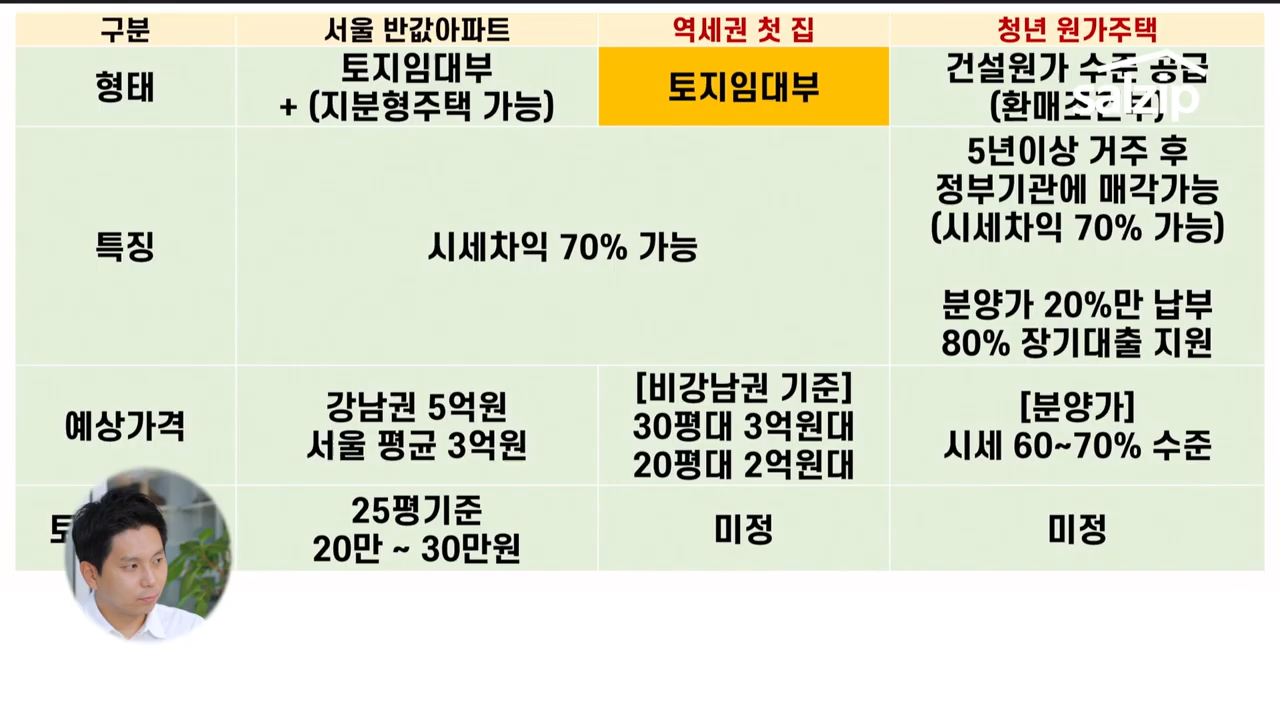 구분
서울 반값아파트
역세권 첫 집
청년 원가주택
형태
토지임대부
+ (지분형주택 가능)
토지임대부
건설원가 수준 공급
salzip
특징
시세차익 70% 가능
5년이상 거주 후
정부기관에 매각가능
(시세차익 70% 가능)
분양가 20%만 납부
80% 장기대출 지원
예상가격
강남권 5억원
서울 평균 3억원
[비강남권 기준]
30평대 3억원대
20평대 2억원대
[분양가]
시세 60~70% 수준
25평기준
20만 ~ 30만원
미정
미정